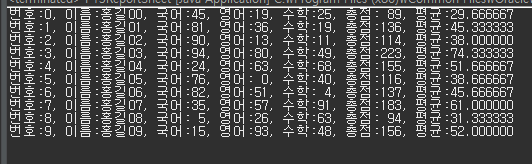 번호:0, 이름:홍길00, 국어:45, 영어:19, 수학:25, 총점: 89, 평균:29.666667
번호:1, 이름:홍길01, 국어:81, 영어:36, 수학:19, 총점:136, 평균:45.333333
번호:2, 이름:홍길02, 국어:90, 영어:13, 수학:11, 총점:114, 평균:38.000000
번호:3, 이름:홍길03, 국어:94, 영어:80, 수학:49, 총점:223, 평균:74.333333
번호:4, 이름:홍길04, 국어:24, 영어:63, 수학:68, 총점:155, 평균:51.666667
번호:5, 이름:홍길05, 국어:76, 영어: 0, 수학:40, 총점:116, 평균:38.666667
번호:6, 이름:홍길06, 국어:82, 영어:51, 수학: 4, 총점:137, 평균:45.666667
번호:7, 이름:홍길07, 국어:35, 영어:57, 수학:91, 총점:183, 평균:61.000000
번호:8, 이름:홍길08, 국어: 5, 영어:26, 수학:63, 총점: 94, 평균:31.333333
번호:9, 이름:홍길09, 국어:15, 영어:93, 수학:48, 총점:156, 평균:52.000000